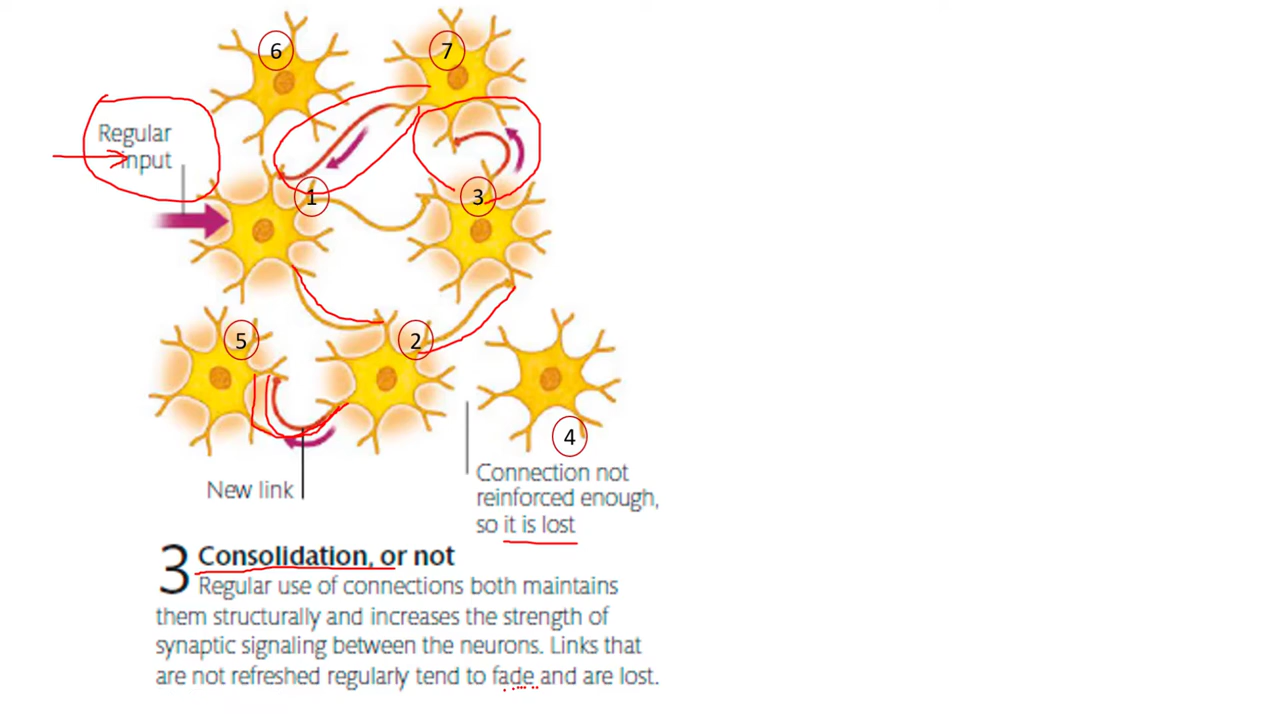 6
7
Regular
input
1
3
5
2
4
New link
Connection not
reinforced enough,
so it is lost
3 Consolidation, or not
Regular use of connections both maintains
them structurally and increases the strength of
synaptic signaling between the neurons. Links that
are not refreshed regularly tend to fade and are lost.